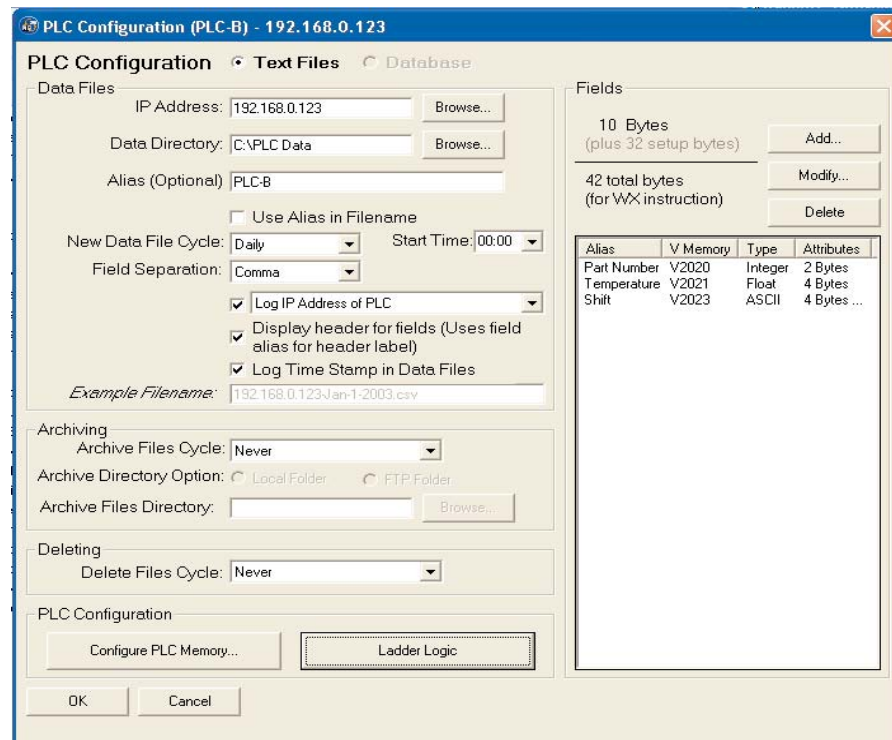 PLC Configuration (PLC-B) - 192.168.0.123
PLC Configuration Text Files Database
Data Files
IP Address: 192.168.0.123 Browse...
Data Directory: C:\PLC Data Browse...
Alias (Optional) PLC-B
Use Alias in Filename
New Data File Cycle: Daily Start Time: 00:00
Field Separation: Comma
Log IP Address of PLC
Display header for fields (Uses field
alias for header label)
Log Time Stamp in Data Files
Example Filename: 192.168.0.123-Jan-1-2003.csv
Archiving
Archive Files Cycle: Never
Archive Directory Option: Local Folder FTP Folder
Archive Files Directory: Browse...
Deleting
Delete Files Cycle: Never
PLC Configuration
Configure PLC Memory... Ladder Logic
OK Cancel
Fields
10 Bytes
(plus 32 setup bytes)
Add...
42 total bytes
(for WX instruction)
Modify...
Delete
Alias V Memory Type Attributes
Part Number V2020 Integer 2 Bytes
Temperature V2021 Float 4 Bytes
Shift V2023 ASCII 4 Bytes ...